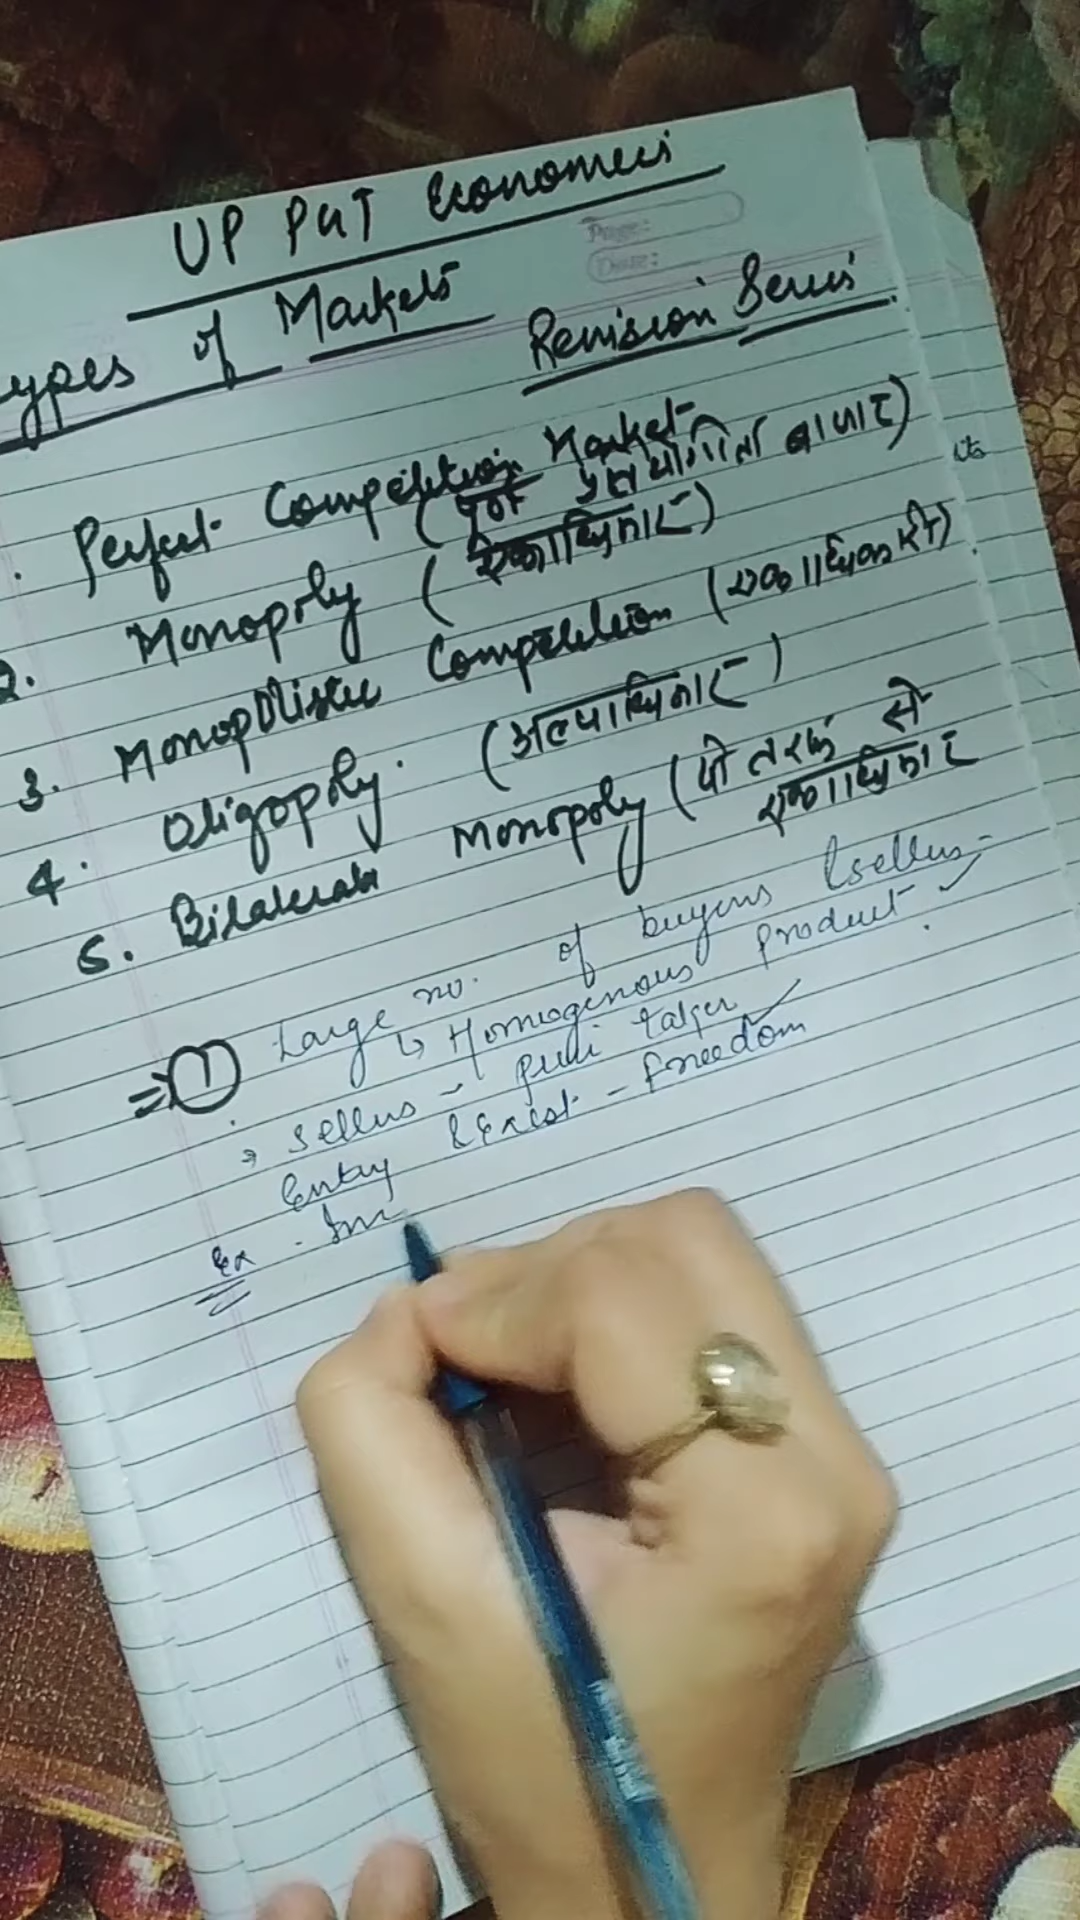 UP PGT Economics
Page:
Date:
Types of Markets
Revision Series
. Perfect Competition Market
(पूर्ण प्रतियोगिता बाजार)
2. Monopoly (एकाधिकार)
3. Monopolistic Competition (एकाधिकारी)
4. Oligopoly. (अल्पाधिकार)
5. Bilateral Monopoly (दो तरफ से
एकाधिकार
1 Large no. of buyers & sellers
↳ Homogenous Product
→ Sellers - price taker
Entry & Exist - Freedom
Ex -